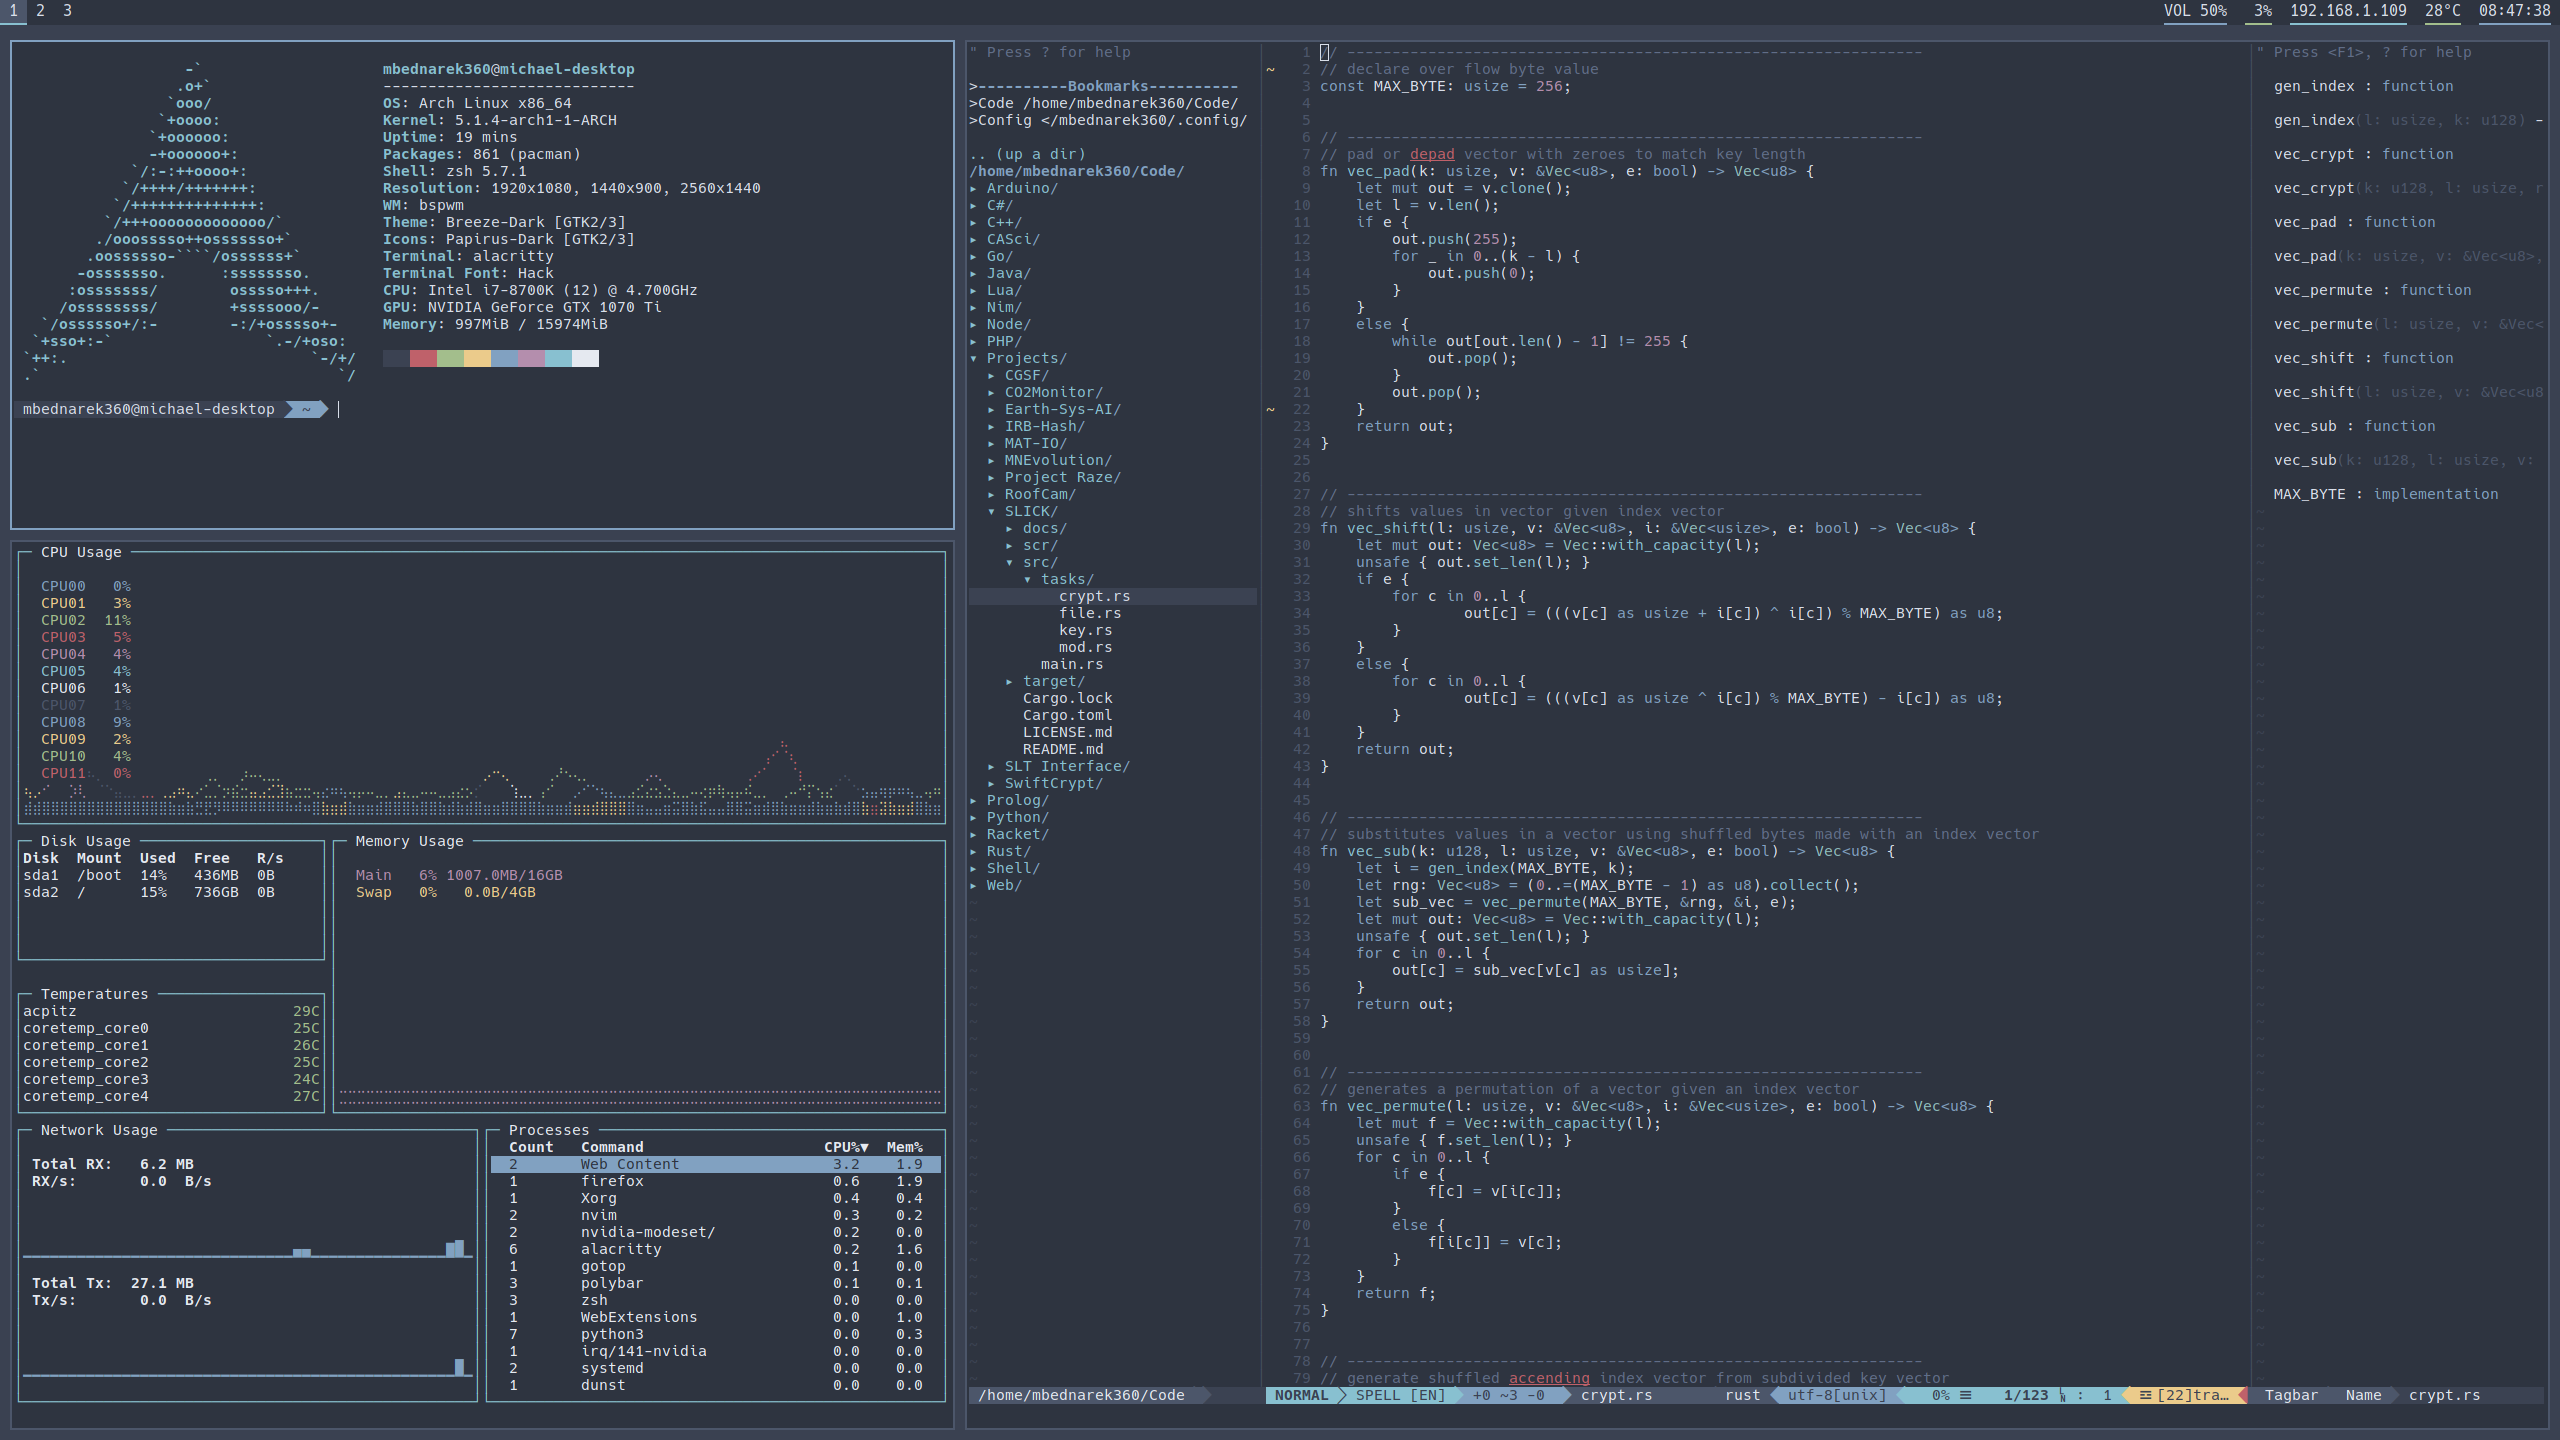 1 2 3
VOL 50% 3% 192.168.1.109 28°C 08:47:38
mbednarek360@michael-desktop
----------------------------
OS: Arch Linux x86_64
Kernel: 5.1.4-arch1-1-ARCH
Uptime: 19 mins
Packages: 861 (pacman)
Shell: zsh 5.7.1
Resolution: 1920x1080, 1440x900, 2560x1440
WM: bspwm
Theme: Breeze-Dark [GTK2/3]
Icons: Papirus-Dark [GTK2/3]
Terminal: alacritty
Terminal Font: Hack
CPU: Intel i7-8700K (12) @ 4.700GHz
GPU: NVIDIA GeForce GTX 1070 Ti
Memory: 997MiB / 15974MiB
mbednarek360@michael-desktop ~
CPU Usage
CPU00 0%
CPU01 3%
CPU02 11%
CPU03 5%
CPU04 4%
CPU05 4%
CPU06 1%
CPU07 1%
CPU08 9%
CPU09 2%
CPU10 4%
CPU11 0%
Disk Usage
Disk Mount Used Free R/s
sda1 /boot 14% 436MB 0B
sda2 / 15% 736GB 0B
Memory Usage
Main 6% 1007.0MB/16GB
Swap 0% 0.0B/4GB
Temperatures
acpitz 29C
coretemp_core0 25C
coretemp_core1 26C
coretemp_core2 25C
coretemp_core3 24C
coretemp_core4 27C
Network Usage
Total RX: 6.2 MB
RX/s: 0.0 B/s
Total Tx: 27.1 MB
Tx/s: 0.0 B/s
Processes
Count Command CPU%▼ Mem%
2 Web Content 3.2 1.9
1 firefox 0.6 1.9
1 Xorg 0.4 0.4
2 nvim 0.3 0.2
2 nvidia-modeset/ 0.2 0.0
6 alacritty 0.2 1.6
1 gotop 0.1 0.0
3 polybar 0.1 0.1
3 zsh 0.0 0.0
1 WebExtensions 0.0 1.0
7 python3 0.0 0.3
1 irq/141-nvidia 0.0 0.0
2 systemd 0.0 0.0
1 dunst 0.0 0.0
" Press ? for help
>----------Bookmarks----------
>Code /home/mbednarek360/Code/
>Config </mbednarek360/.config/
.. (up a dir)
/home/mbednarek360/Code/
▸ Arduino/
▸ C#/
▸ C++/
▸ CASci/
▸ Go/
▸ Java/
▸ Lua/
▸ Nim/
▸ Node/
▸ PHP/
▾ Projects/
▸ CGSF/
▸ CO2Monitor/
▸ Earth-Sys-AI/
▸ IRB-Hash/
▸ MAT-IO/
▸ MNEvolution/
▸ Project Raze/
▸ RoofCam/
▾ SLICK/
▸ docs/
▸ scr/
▾ src/
▾ tasks/
crypt.rs
file.rs
key.rs
mod.rs
main.rs
▸ target/
Cargo.lock
Cargo.toml
LICENSE.md
README.md
▸ SLT Interface/
▸ SwiftCrypt/
▸ Prolog/
▸ Python/
▸ Racket/
▸ Rust/
▸ Shell/
▸ Web/
/home/mbednarek360/Code
1 // ----------------------------------------------------------------
~ 2 // declare over flow byte value
3 const MAX_BYTE: usize = 256;
4
5
6 // ----------------------------------------------------------------
7 // pad or depad vector with zeroes to match key length
8 fn vec_pad(k: usize, v: &Vec<u8>, e: bool) -> Vec<u8> {
9 let mut out = v.clone();
10 let l = v.len();
11 if e {
12 out.push(255);
13 for _ in 0..(k - l) {
14 out.push(0);
15 }
16 }
17 else {
18 while out[out.len() - 1] != 255 {
19 out.pop();
20 }
21 out.pop();
~ 22 }
23 return out;
24 }
25
26
27 // ----------------------------------------------------------------
28 // shifts values in vector given index vector
29 fn vec_shift(l: usize, v: &Vec<u8>, i: &Vec<usize>, e: bool) -> Vec<u8> {
30 let mut out: Vec<u8> = Vec::with_capacity(l);
31 unsafe { out.set_len(l); }
32 if e {
33 for c in 0..l {
34 out[c] = (((v[c] as usize + i[c]) ^ i[c]) % MAX_BYTE) as u8;
35 }
36 }
37 else {
38 for c in 0..l {
39 out[c] = (((v[c] as usize ^ i[c]) % MAX_BYTE) - i[c]) as u8;
40 }
41 }
42 return out;
43 }
44
45
46 // ----------------------------------------------------------------
47 // substitutes values in a vector using shuffled bytes made with an index vector
48 fn vec_sub(k: u128, l: usize, v: &Vec<u8>, e: bool) -> Vec<u8> {
49 let i = gen_index(MAX_BYTE, k);
50 let rng: Vec<u8> = (0..=(MAX_BYTE - 1) as u8).collect();
51 let sub_vec = vec_permute(MAX_BYTE, &rng, &i, e);
52 let mut out: Vec<u8> = Vec::with_capacity(l);
53 unsafe { out.set_len(l); }
54 for c in 0..l {
55 out[c] = sub_vec[v[c] as usize];
56 }
57 return out;
58 }
59
60
61 // ----------------------------------------------------------------
62 // generates a permutation of a vector given an index vector
63 fn vec_permute(l: usize, v: &Vec<u8>, i: &Vec<usize>, e: bool) -> Vec<u8> {
64 let mut f = Vec::with_capacity(l);
65 unsafe { f.set_len(l); }
66 for c in 0..l {
67 if e {
68 f[c] = v[i[c]];
69 }
70 else {
71 f[i[c]] = v[c];
72 }
73 }
74 return f;
75 }
76
77
78 // ----------------------------------------------------------------
79 // generate shuffled accending index vector from subdivided key vector
NORMAL SPELL [EN] +0 ~3 -0 crypt.rs rust utf-8[unix] 0% ≡ 1/123 : 1 [22]tra…
" Press <F1>, ? for help
gen_index : function
gen_index(l: usize, k: u128) -
vec_crypt : function
vec_crypt(k: u128, l: usize, r
vec_pad : function
vec_pad(k: usize, v: &Vec<u8>,
vec_permute : function
vec_permute(l: usize, v: &Vec<
vec_shift : function
vec_shift(l: usize, v: &Vec<u8
vec_sub : function
vec_sub(k: u128, l: usize, v:
MAX_BYTE : implementation
Tagbar Name crypt.rs